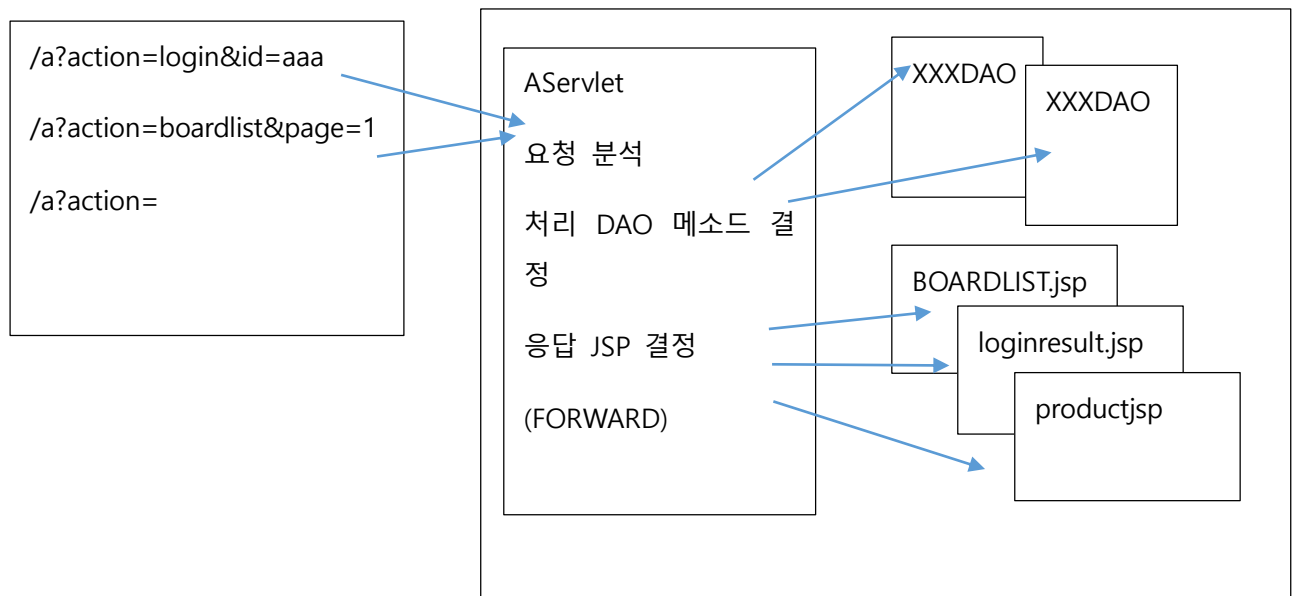 /a?action=login&id=aaa
/a?action=boardlist&page=1
/a?action=
AServlet
요청 분석
처리 DAO 메소드 결
정
응답 JSP 결정
(FORWARD)
XXXDAO
XXXDAO
BOARDLIST.jsp
loginresult.jsp
productjsp